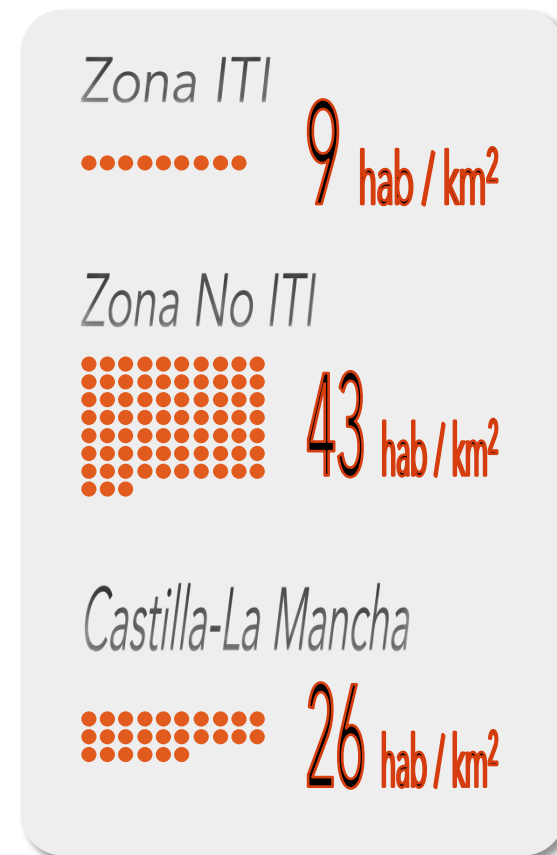 Zona ITI
9 hab / km²
Zona No ITI
43 hab / km²
Castilla-La Mancha
26 hab / km²